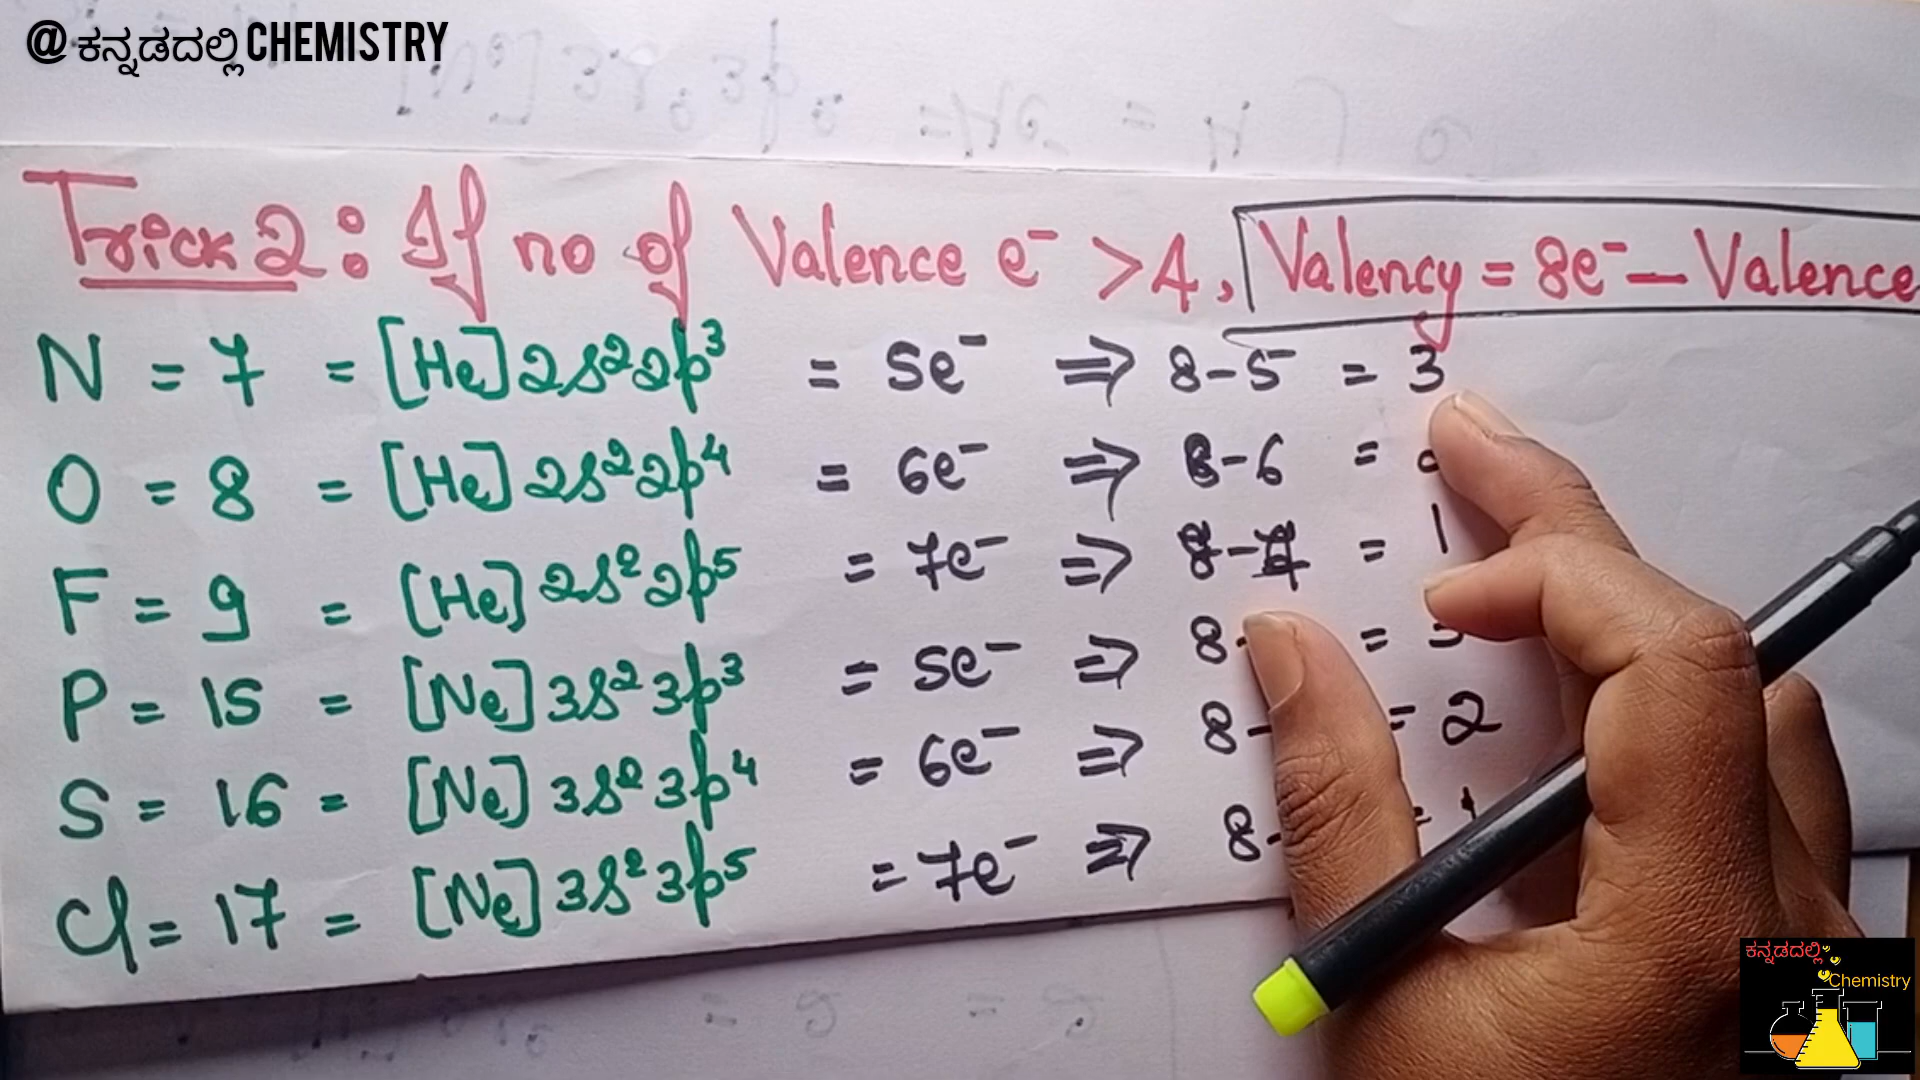 @ ಕನ್ನಡದಲ್ಲಿ CHEMISTRY
Trick 2 : If no of Valence e⁻ > 4, Valency = 8e⁻ – Valence
N = 7 = [He] 2s² 2p³ = 5e⁻ ⇒ 8-5 = 3
O = 8 = [He] 2s² 2p⁴ = 6e⁻ ⇒ 8-6 =
F = 9 = [He] 2s² 2p⁵ = 7e⁻ ⇒ 8-7 = 1
P = 15 = [Ne] 3s² 3p³ = 5e⁻ ⇒ 8- =
S = 16 = [Ne] 3s² 3p⁴ = 6e⁻ ⇒ 8- = 2
Cl = 17 = [Ne] 3s² 3p⁵ = 7e⁻ ⇒ 8- =
ಕನ್ನಡದಲ್ಲಿ
Chemistry